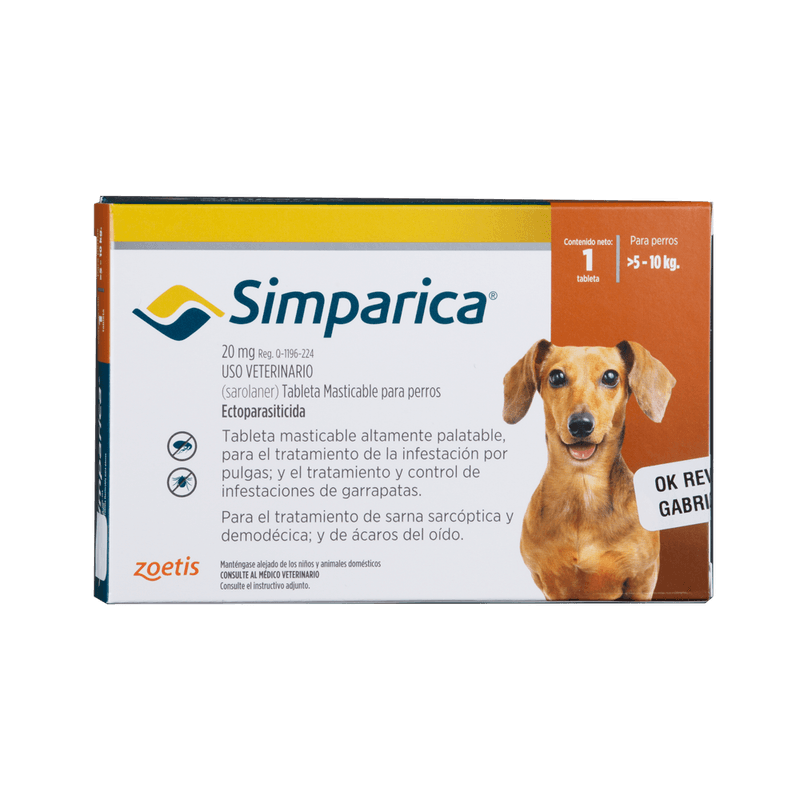 Simparica®
20 mg Reg. Q-1196-224
USO VETERINARIO
(sarolaner) Tableta Masticable para perros
Ectoparasiticida
Tableta masticable altamente palatable,
para el tratamiento de la infestación por
pulgas; y el tratamiento y control de
infestaciones de garrapatas.
Para el tratamiento de sarna sarcóptica y
demodécica; y de ácaros del oído.
zoetis
Manténgase alejado de los niños y animales domésticos
CONSULTE AL MÉDICO VETERINARIO
Consulte el instructivo adjunto.
Contenido neto:
1
tableta
Para perros
>5 - 10 kg.
OK REV
GABRI